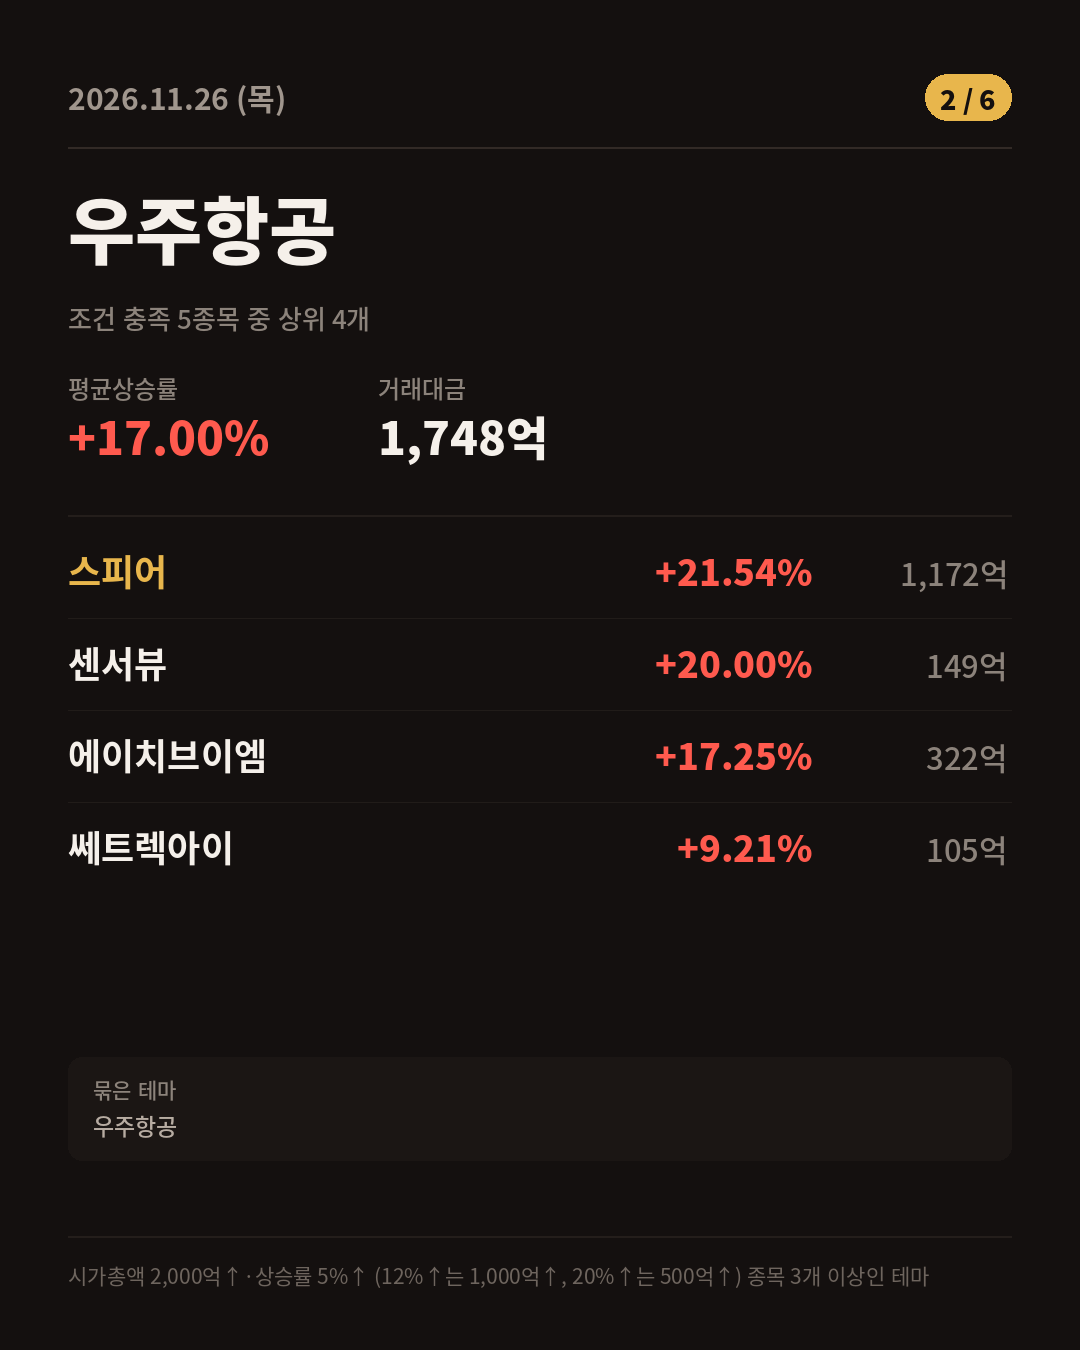 2026.11.26 (목)
2 / 6
우주항공
조건 충족 5종목 중 상위 4개
평균상승률 거래대금
+17.00% 1,748억
스피어 +21.54% 1,172억
센서뷰 +20.00% 149억
에이치브이엠 +17.25% 322억
쎄트렉아이 +9.21% 105억
묶은 테마
우주항공
시가총액 2,000억↑ · 상승률 5%↑ (12%↑는 1,000억↑, 20%↑는 500억↑) 종목 3개 이상인 테마